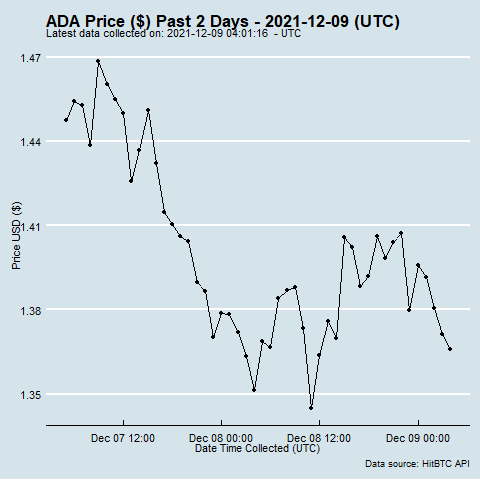 ADA Price ($) Past 2 Days - 2021-12-09 (UTC)
Latest data collected on: 2021-12-09 04:01:16  - UTC
1.47
1.44
1.41
1.38
1.35
Price USD ($)
Dec 07 12:00
Dec 08 00:00
Dec 08 12:00
Dec 09 00:00
Date Time Collected (UTC)
Data source: HitBTC API